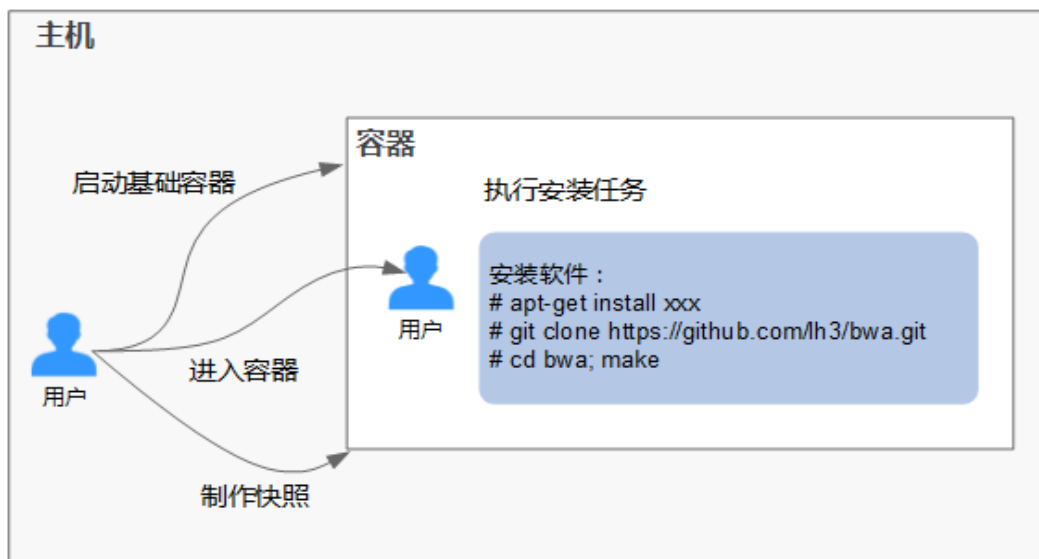 主机
容器
启动基础容器
执行安装任务
安装软件：
# apt-get install xxx
# git clone https://github.com/lh3/bwa.git
# cd bwa; make
用户
进入容器
用户
制作快照